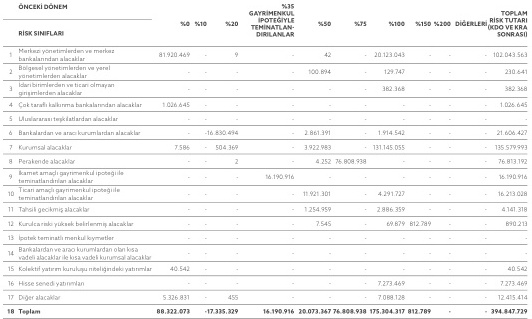 ÖNCEKİ DÖNEM
RİSK SINIFLARI %0 %10 %20 %35 GAYRİMENKUL İPOTEĞİYLE TEMİNATLAN-DIRILANLAR %50 %75 %100 %150 %200 DİĞERLERİ TOPLAM RİSK TUTARI (KDO VE KRA SONRASI)
1 Merkezi yönetimlerden ve merkez bankalarından alacaklar 81.920.469 - 9 - 42 - 20.123.043 - - - 102.043.563
2 Bölgesel yönetimlerden ve yerel yönetimlerden alacaklar - - - - 100.894 - 129.747 - - - 230.641
3 İdari birimlerden ve ticari olmayan girişimlerden alacaklar - - - - - - 382.368 - - - 382.368
4 Çok taraflı kalkınma bankalarından alacaklar 1.026.645 - - - - - - - - - 1.026.645
5 Uluslararası teşkilatlardan alacaklar - - - - - - - - - - -
6 Bankalardan ve aracı kurumlardan alacaklar - -16.830.494 - 2.861.391 - 1.914.542 - - - 21.606.427
7 Kurumsal alacaklar 7.586 - 504.369 - 3.922.983 - 131.145.055 - - - 135.579.993
8 Perakende alacaklar - - 2 - 4.252 76.808.938 - - - - 76.813.192
9 İkamet amaçlı gayrimenkul ipoteği ile teminatlandırılan alacaklar - - - 16.190.916 - - - - - - 16.190.916
10 Ticari amaçlı gayrimenkul ipoteği ile teminatlandırılan alacaklar - - - - 11.921.301 - 4.291.727 - - - 16.213.028
11 Tahsili gecikmiş alacaklar - - - - 1.254.959 - 2.886.359 - - - 4.141.318
12 Kurulca riski yüksek belirlenmiş alacaklar - - - - 7.545 - 69.879 812.789 - - 890.213
13 İpotek teminatlı menkul kıymetler - - - - - - - - - - -
14 Bankalardan ve aracı kurumlardan olan kısa vadeli alacaklar ile kısa vadeli kurumsal alacaklar - - - - - - - - - - -
15 Kolektif yatırım kuruluşu niteliğindeki yatırımlar 40.542 - - - - - - - - - 40.542
16 Hisse senedi yatırımları - - - - - - 7.273.469 - - - 7.273.469
17 Diğer alacaklar 5.326.831 - 455 - - - 7.088.128 - - - 12.415.414
18 Toplam 88.322.073 -17.335.329 16.190.916 20.073.367 76.808.938 175.304.317 812.789 - - 394.847.729